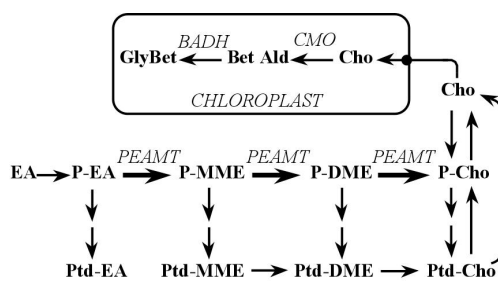 BADH CMO
GlyBet Bet Ald Cho
CHLOROPLAST
Cho
PEAMT PEAMT PEAMT
EA P-EA P-MME P-DME P-Cho
Ptd-EA Ptd-MME Ptd-DME Ptd-Cho